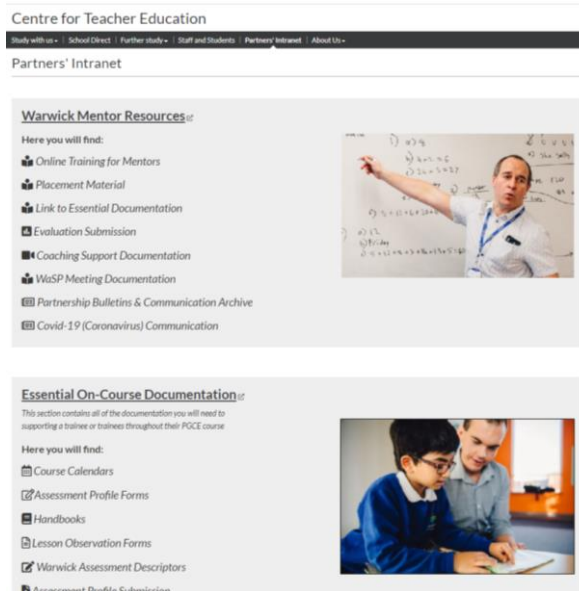 Centre for Teacher Education
Study with us | School Direct | Further study | Staff and Students | Partners' Intranet | About Us
Partners' Intranet
Warwick Mentor Resources
Here you will find:
Online Training for Mentors
Placement Material
Link to Essential Documentation
Evaluation Submission
Coaching Support Documentation
WaSP Meeting Documentation
Partnership Bulletins & Communication Archive
Covid-19 (Coronavirus) Communication
Essential On-Course Documentation
This section contains all of the documentation you will need to
supporting a trainee or trainees throughout their PGCE course
Here you will find:
Course Calendars
Assessment Profile Forms
Handbooks
Lesson Observation Forms
Warwick Assessment Descriptors
Assessment Profile Submission